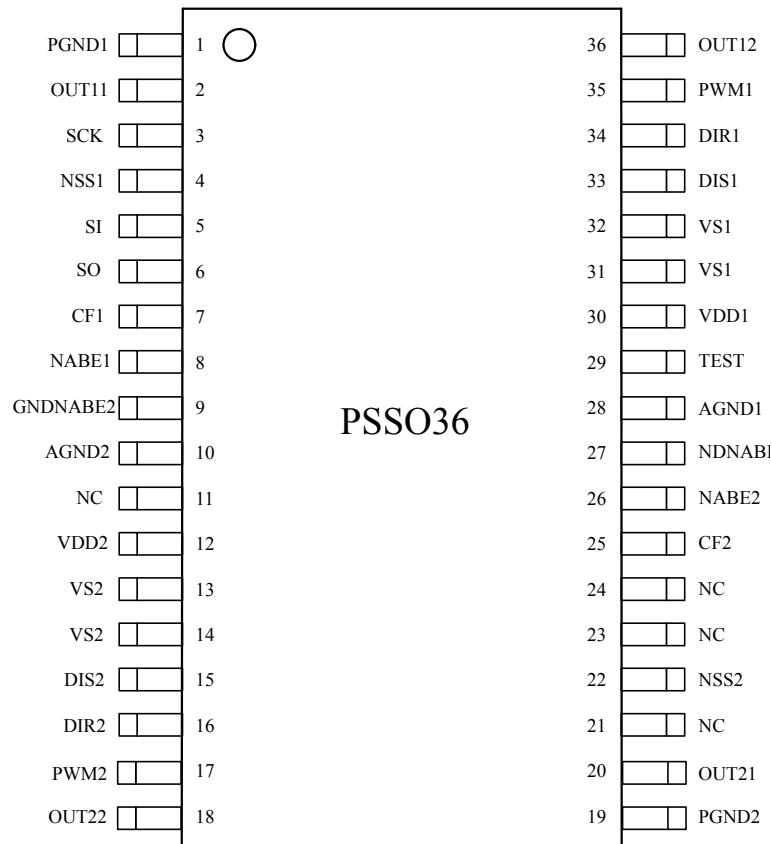 PGND1 1 36 OUT12
OUT11 2 35 PWM1
SCK 3 34 DIR1
NSS1 4 33 DIS1
SI 5 32 VS1
SO 6 31 VS1
CF1 7 30 VDD1
NABE1 8 29 TEST
GNDNABE2 9 28 AGND1
PSSO36
AGND2 10 27 NDNABE
NC 11 26 NABE2
VDD2 12 25 CF2
VS2 13 24 NC
VS2 14 23 NC
DIS2 15 22 NSS2
DIR2 16 21 NC
PWM2 17 20 OUT21
OUT22 18 19 PGND2